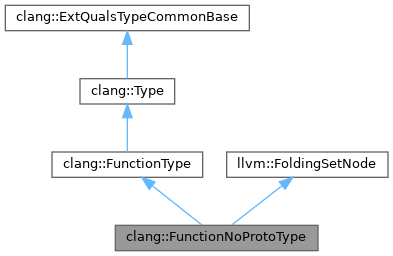 clang::ExtQualsTypeCommonBase
clang::Type
clang::FunctionType
llvm::FoldingSetNode
clang::FunctionNoProtoType